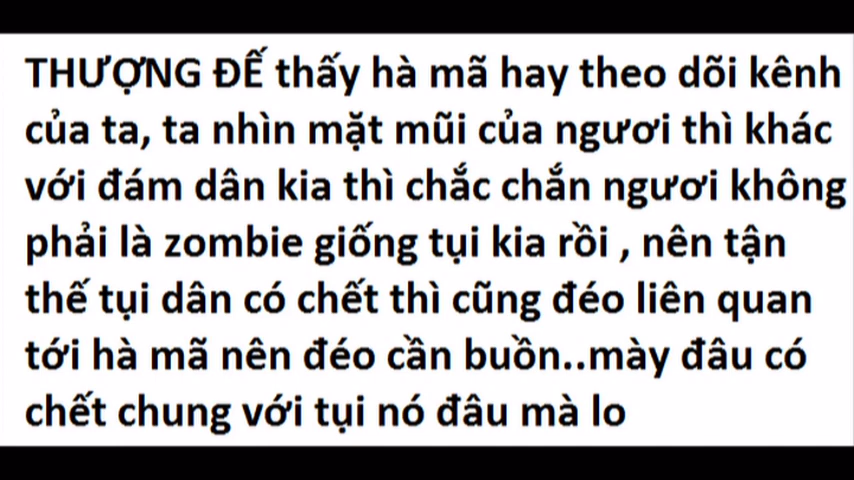 THƯỢNG ĐẾ thấy hà mã hay theo dõi kênh
của ta, ta nhìn mặt mũi của ngươi thì khác
với đám dân kia thì chắc chắn ngươi không
phải là zombie giống tụi kia rồi , nên tận
thế tụi dân có chết thì cũng đéo liên quan
tới hà mã nên đéo cần buồn..mày đâu có
chết chung với tụi nó đâu mà lo